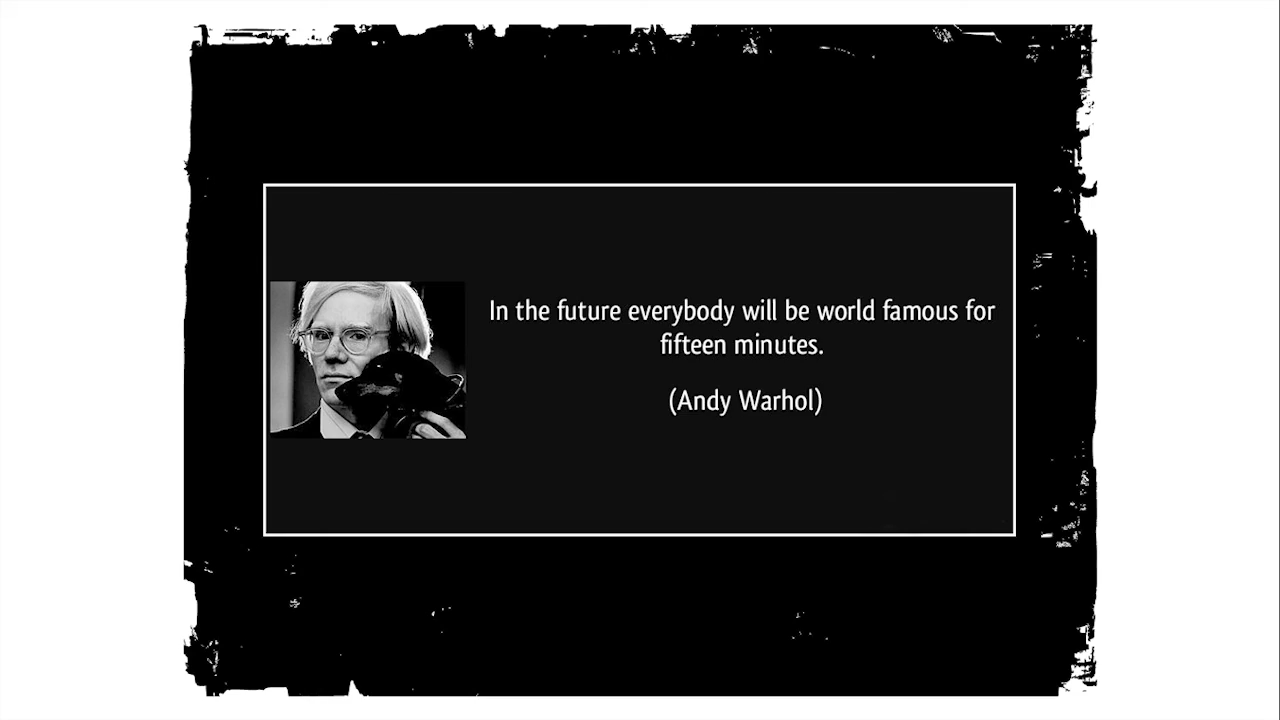 In the future everybody will be world famous for
fifteen minutes.
(Andy Warhol)